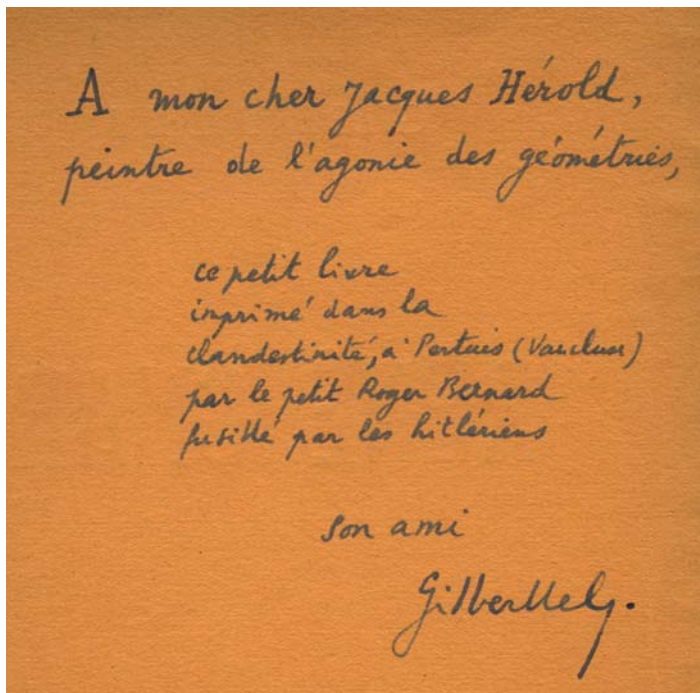 A mon cher Jacques Hérold,
peintre de l'agonie des géométries,
ce petit livre
imprimé dans la
clandestinité, à Pertuis (Vaucluse)
par le petit Roger Bernard
fusillé par les hitlériens
son ami
Gilbert Lely.